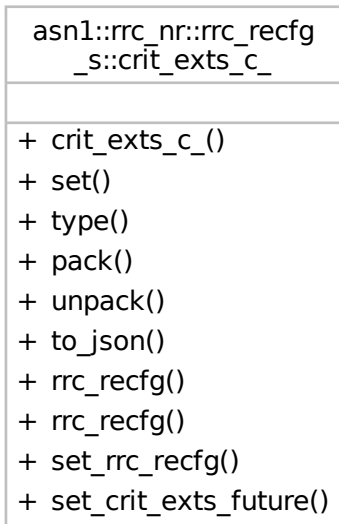 asn1::rrc_nr::rrc_recfg
_s::crit_exts_c_
+ crit_exts_c_()
+ set()
+ type()
+ pack()
+ unpack()
+ to_json()
+ rrc_recfg()
+ rrc_recfg()
+ set_rrc_recfg()
+ set_crit_exts_future()